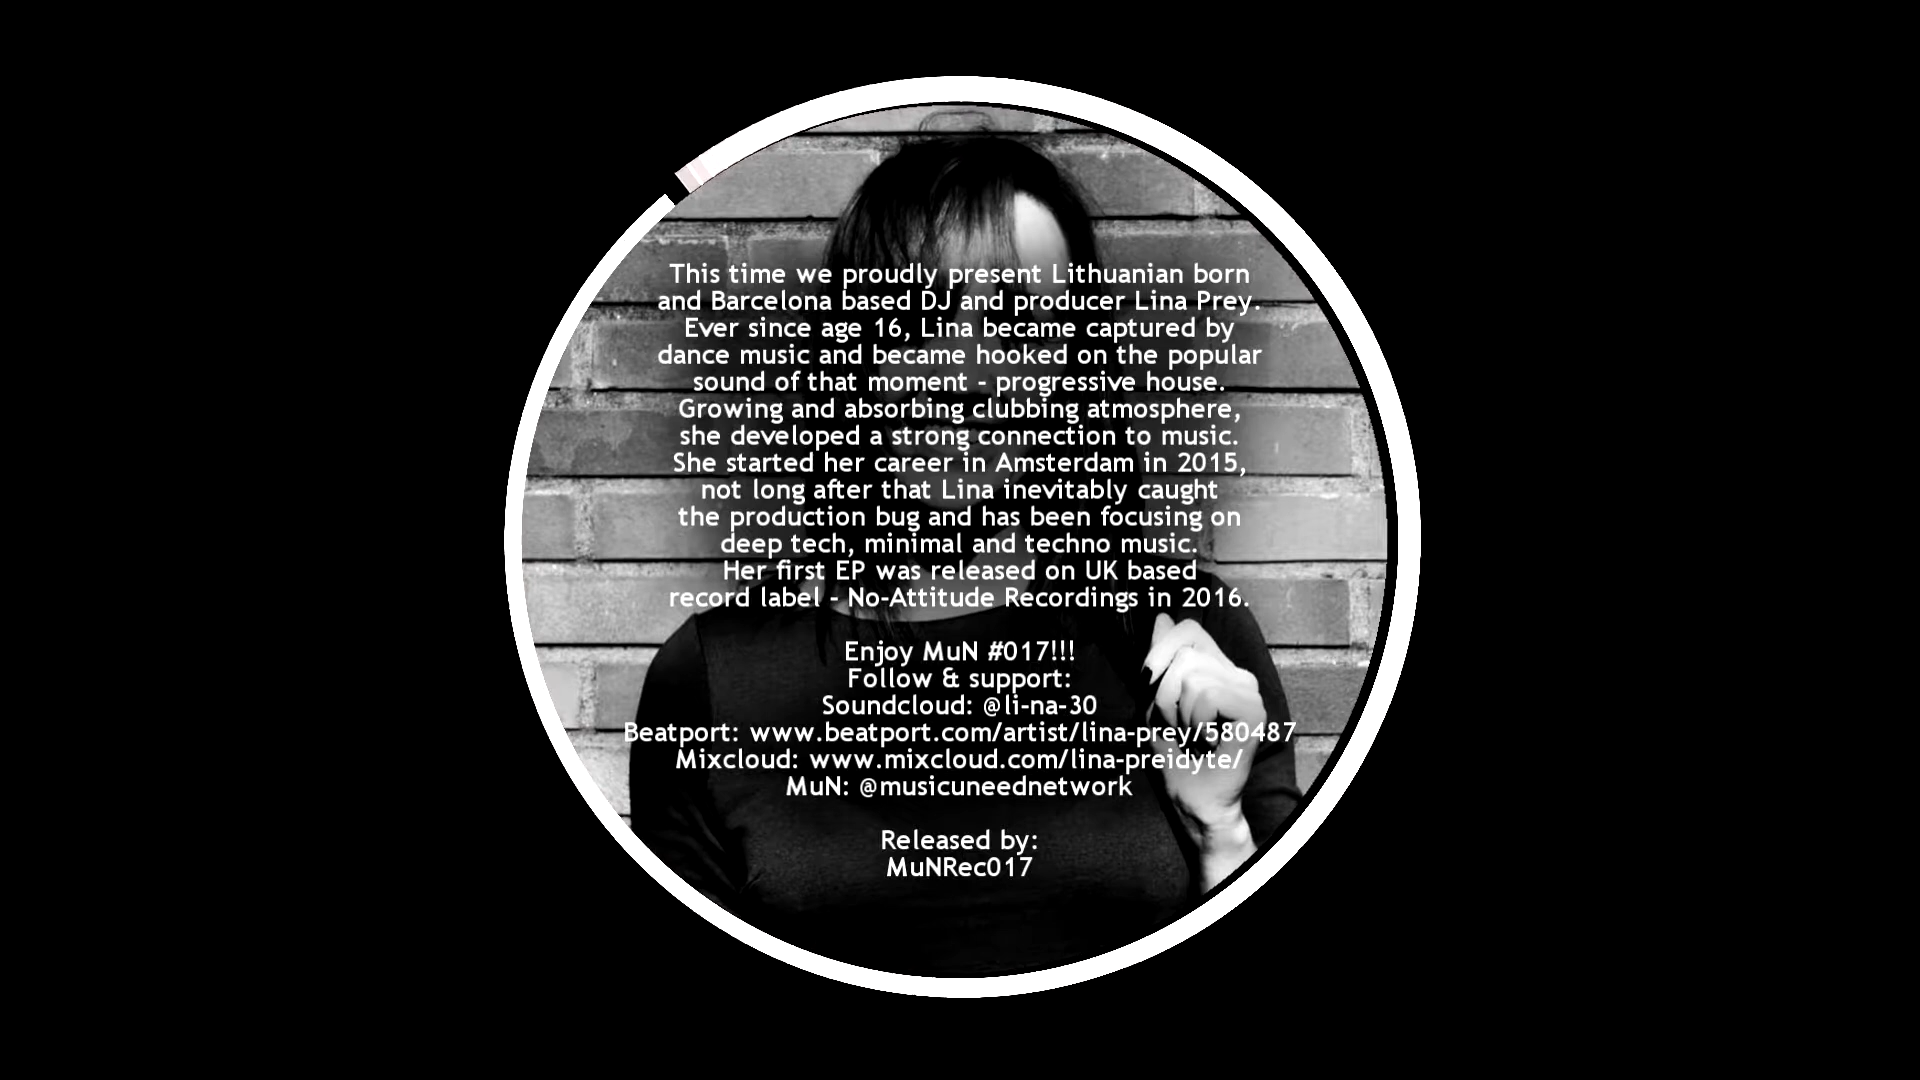 This time we proudly present Lithuanian born
and Barcelona based DJ and producer Lina Prey.
Ever since age 16, Lina became captured by
dance music and became hooked on the popular
sound of that moment - progressive house.
Growing and absorbing clubbing atmosphere,
she developed a strong connection to music.
She started her career in Amsterdam in 2015,
not long after that Lina inevitably caught
the production bug and has been focusing on
deep tech, minimal and techno music.
Her first EP was released on UK based
record label - No-Attitude Recordings in 2016.
Enjoy MuN #017!!!
Follow & support:
Soundcloud: @li-na-30
Beatport: www.beatport.com/artist/lina-prey/580487
Mixcloud: www.mixcloud.com/lina-preidyte/
MuN: @musicuneednetwork
Released by:
MuNRec017